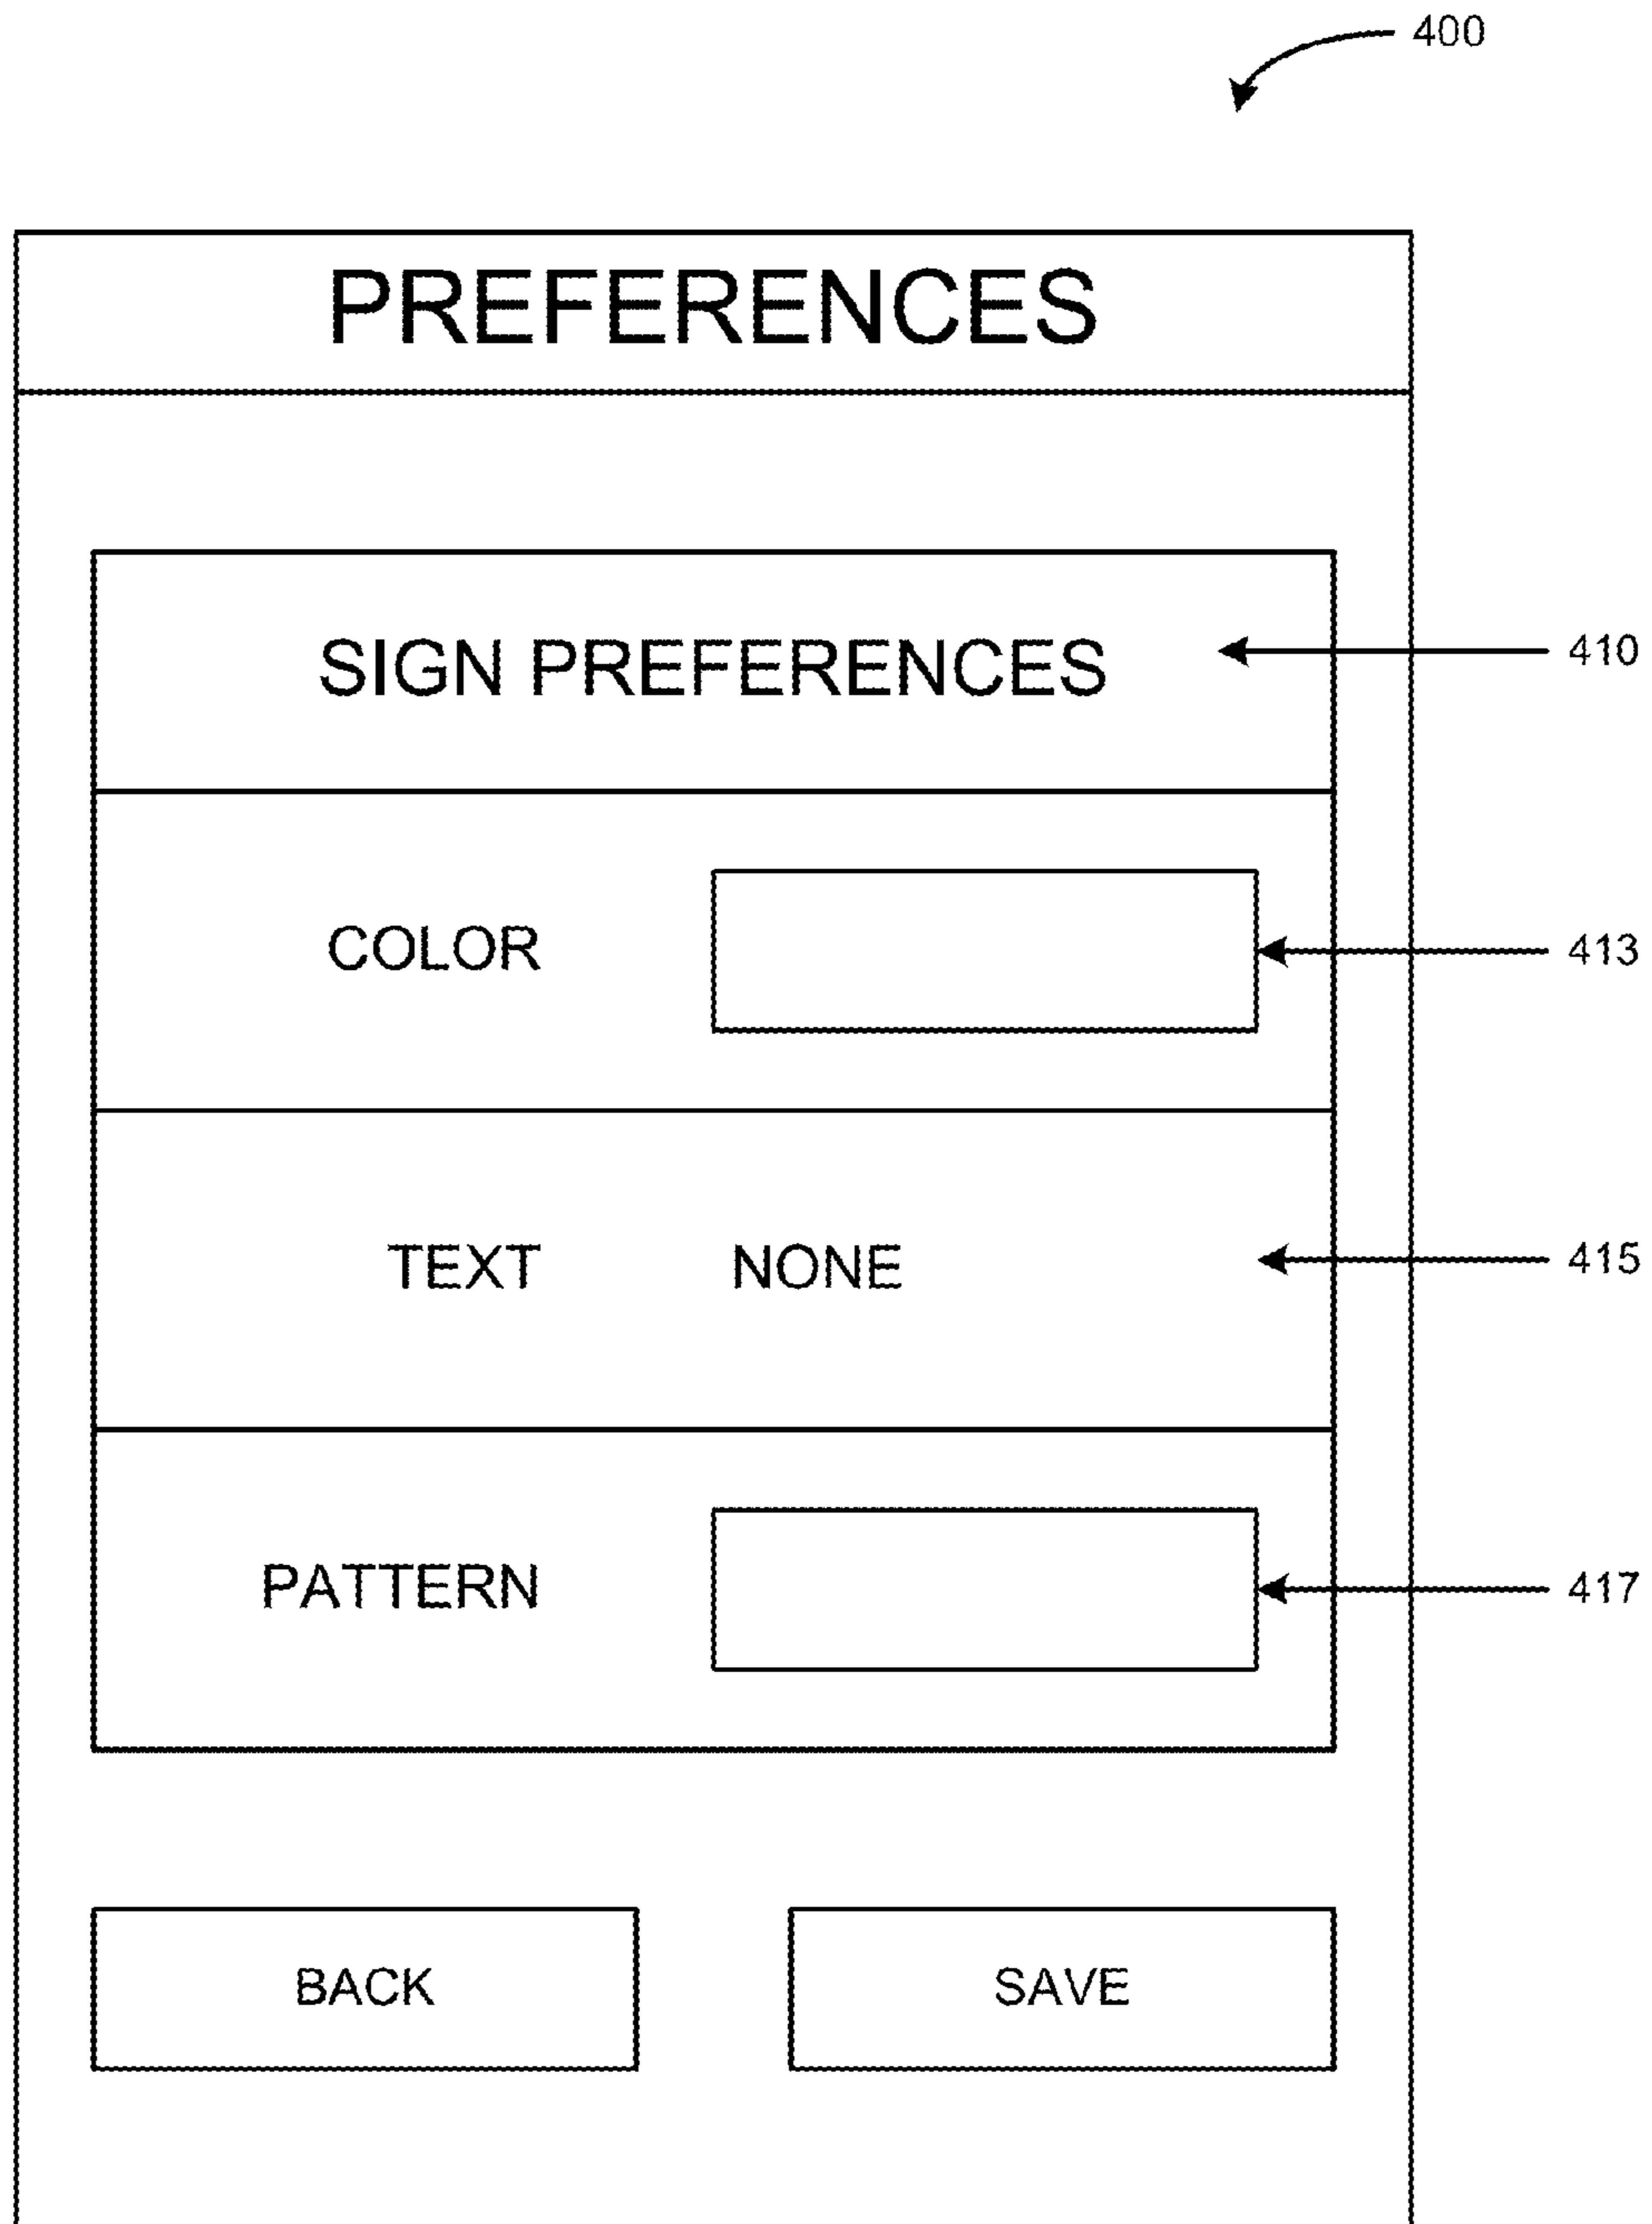 400
PREFERENCES
SIGN PREFERENCES
410
COLOR
413
TEXT NONE
415
PATTERN
417
BACK
SAVE